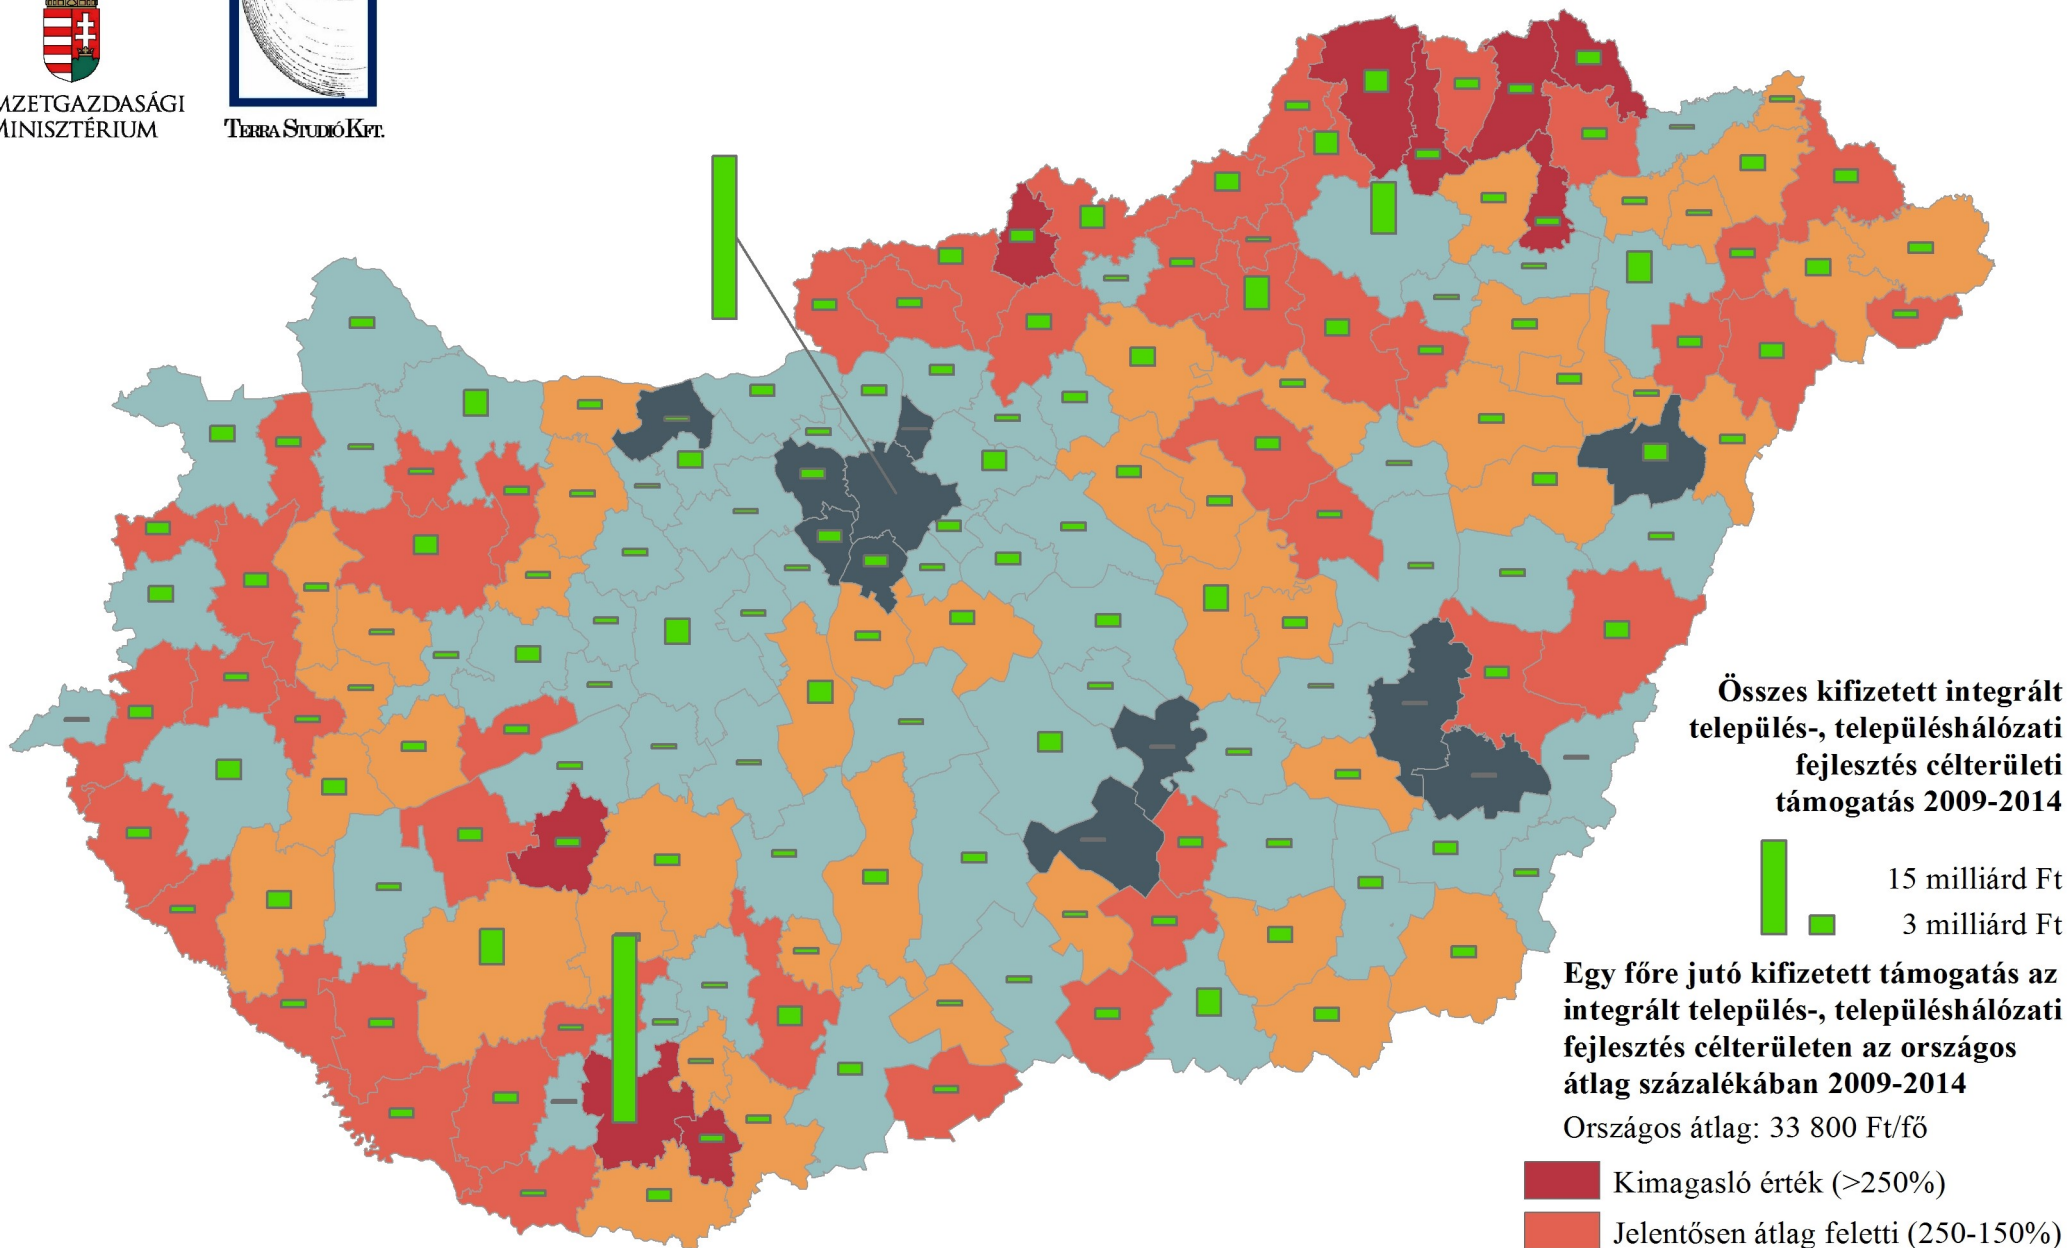 MINISZTÉRIUM
TERRA STUDIÓ KFT.
Összes kifizetett integrált
település-, településhálózati
fejlesztés célterületi
támogatás 2009-2014
15 milliárd Ft
3 milliárd Ft
Egy főre jutó kifizetett támogatás az
integrált település-, településhálózati
fejlesztés célterületen az országos
átlag százalékában 2009-2014
Országos átlag: 33 800 Ft/fő
Kimagasló érték (>250%)
Jelentősen átlag feletti (250-150%)